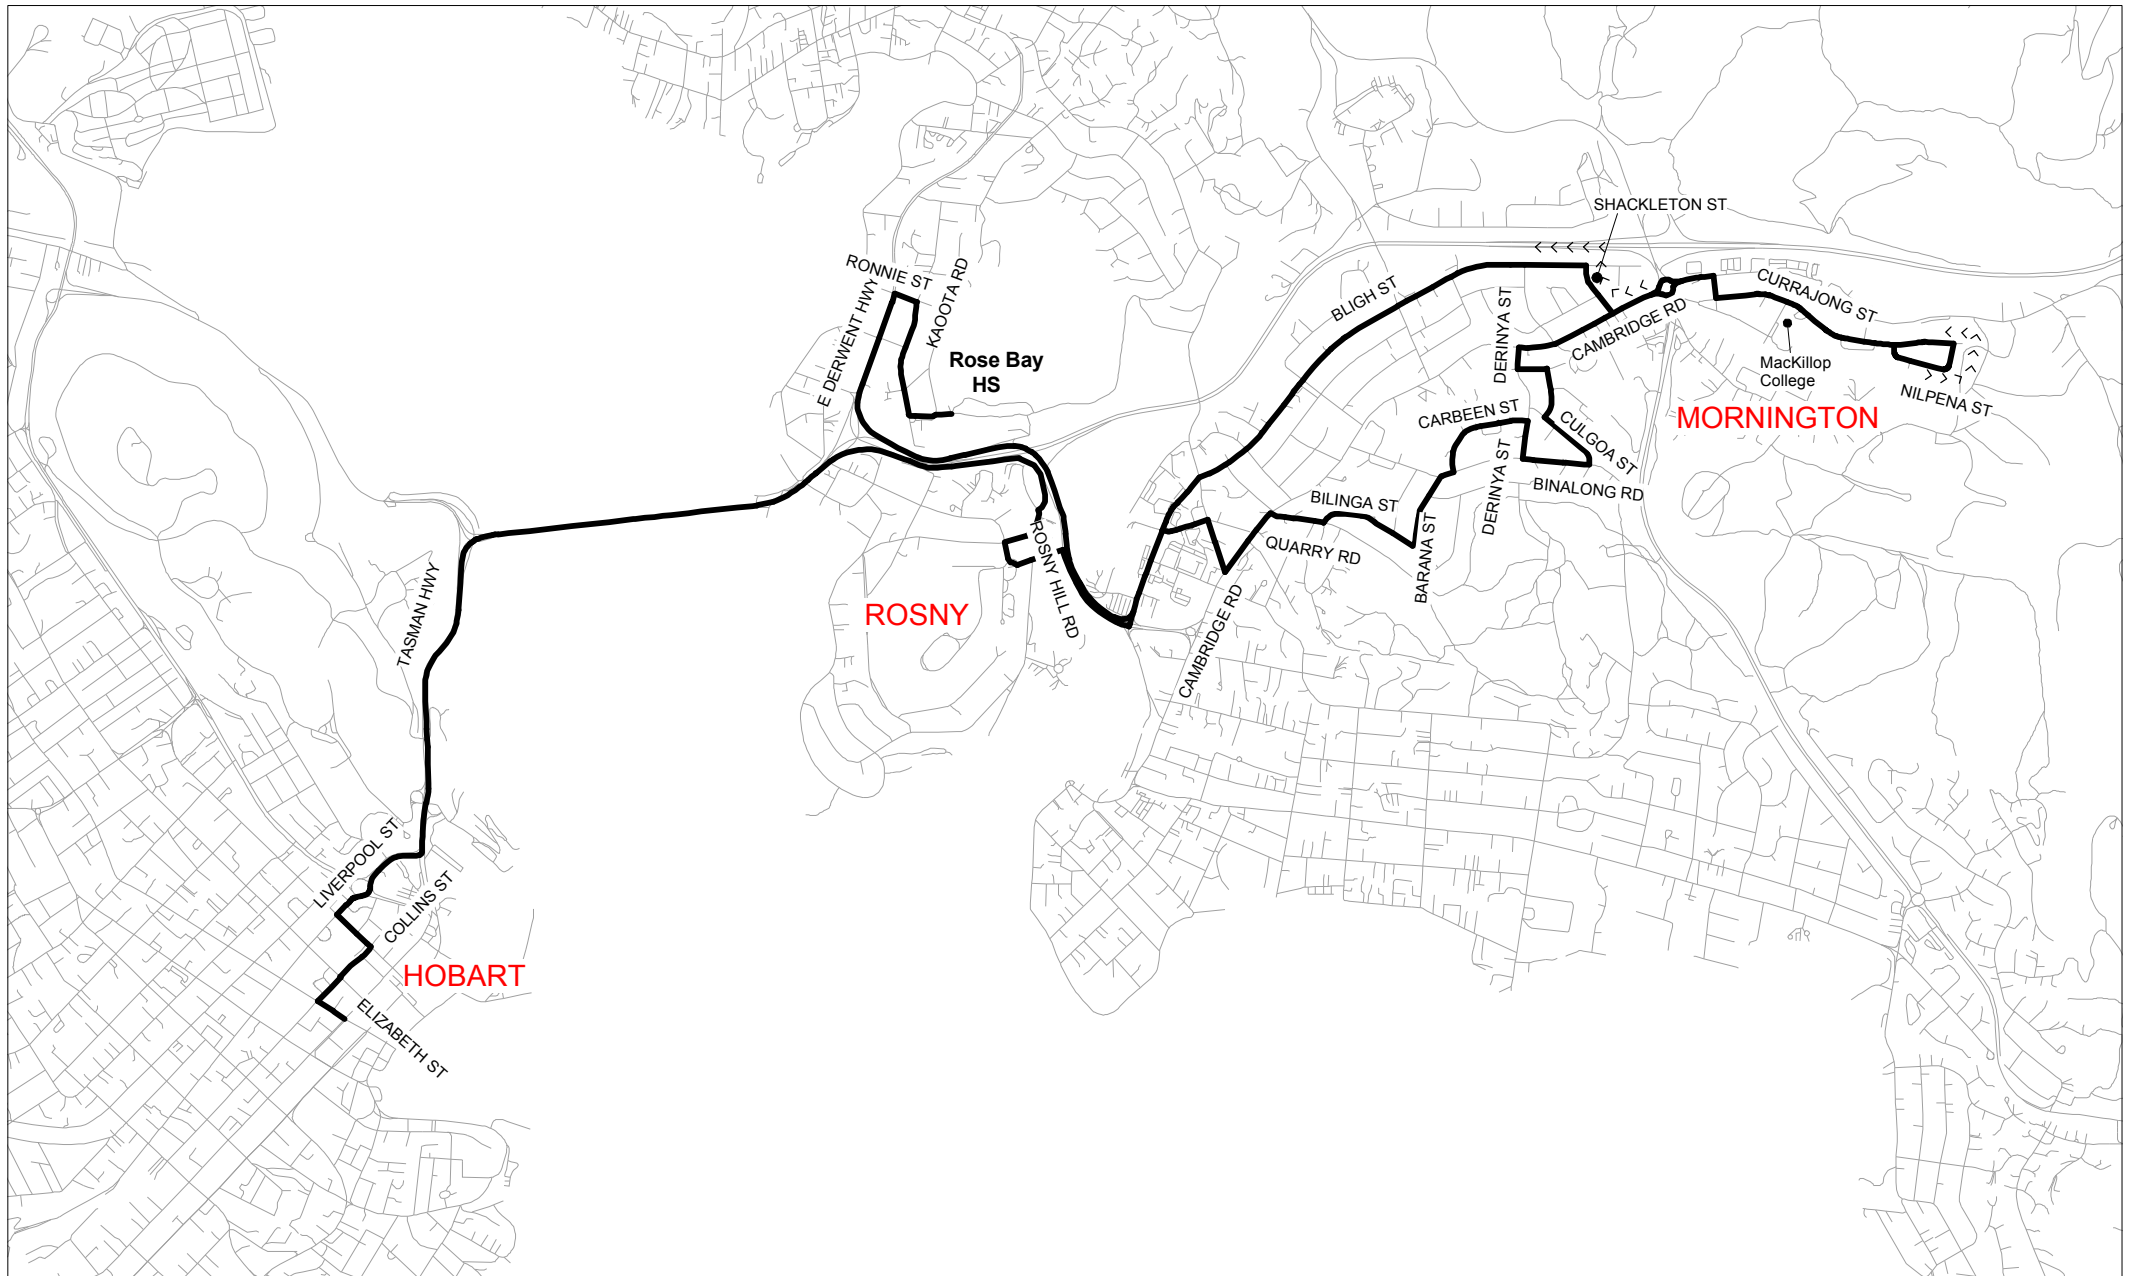 SHACKLETON ST
RONNIE ST
KAOOTA RD
E DERWENT HWY
BLIGH ST
DERINYA ST
CAMBRIDGE RD
CURRAJONG ST
Rose Bay
HS
MacKillop
College
NILPENA ST
MORNINGTON
CARBEEN ST
CULGOA ST
DERINYA ST
BINALONG RD
BILINGA ST
QUARRY RD
BARANA ST
ROSNY HILL RD
ROSNY
CAMBRIDGE RD
TASMAN HWY
LIVERPOOL ST
COLLINS ST
HOBART
ELIZABETH ST